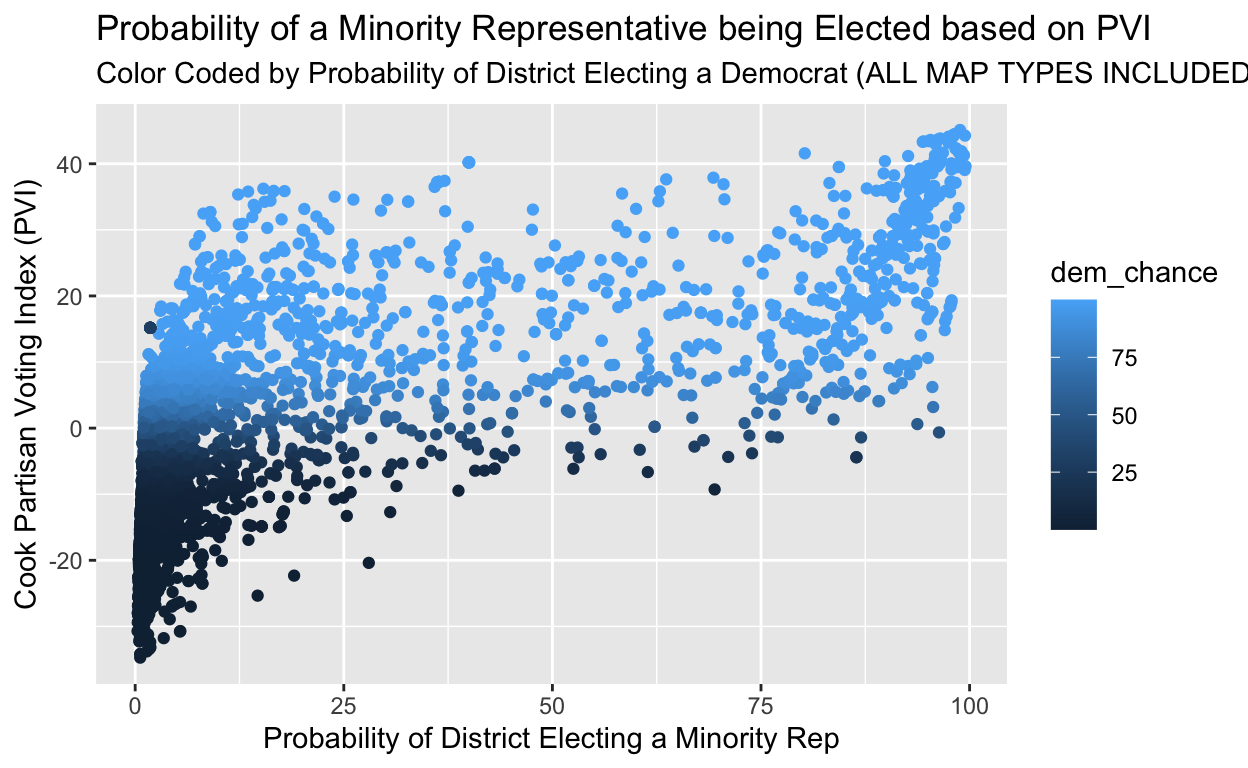 Probability of a Minority Representative being Elected based on PVI
Color Coded by Probability of District Electing a Democrat (ALL MAP TYPES INCLUDED
Cook Partisan Voting Index (PVI)
40
20
0
-20
0
25
50
75
100
Probability of District Electing a Minority Rep
dem_chance
75
50
25